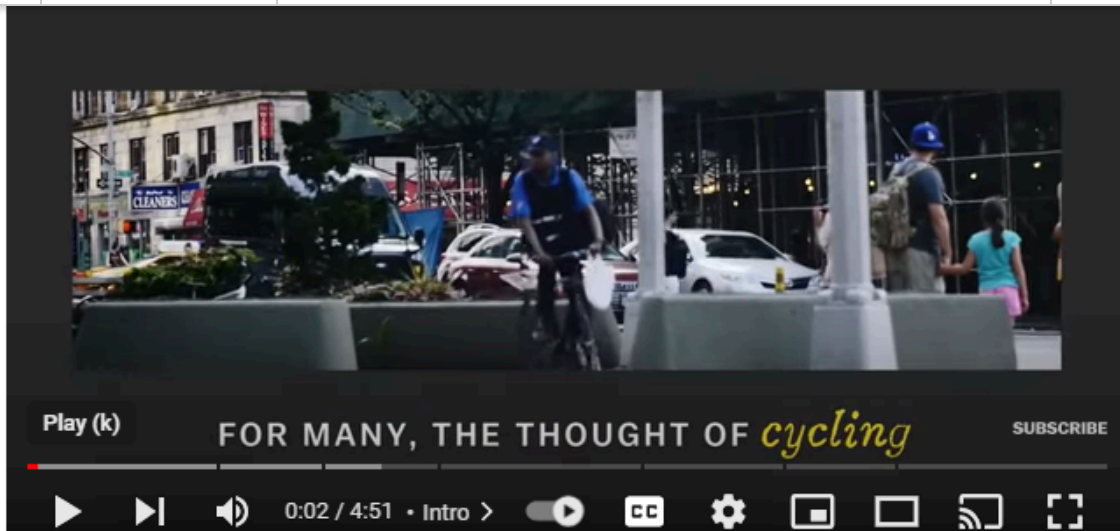 CLEANERS
Play (k)
FOR MANY, THE THOUGHT OF cycling
SUBSCRIBE
0:02 / 4:51 • Intro
CC